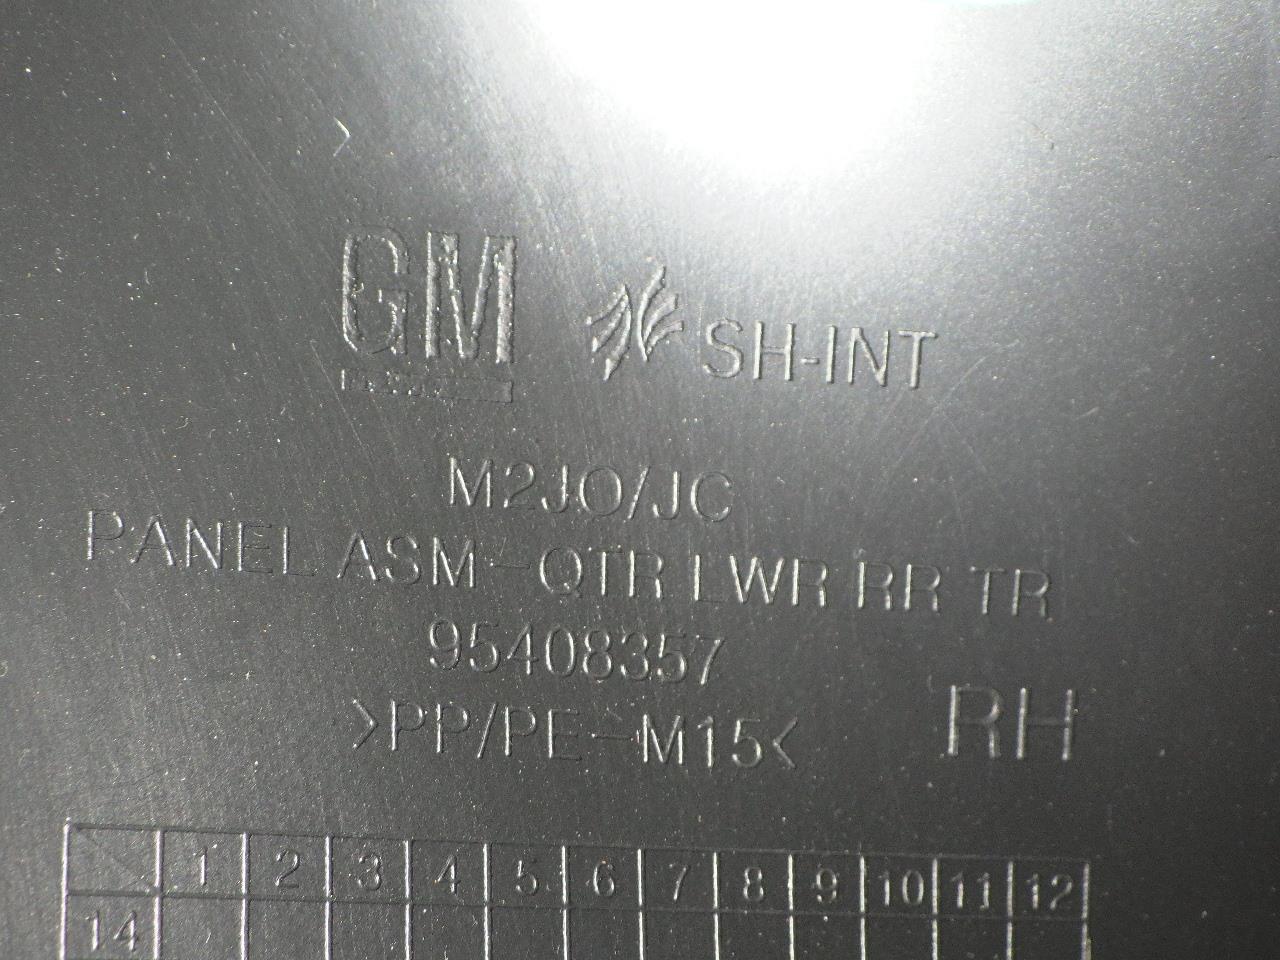 GM
SH-INT
M2JO/JC
PANEL ASM-QTR LWR RR TR
95408357
>PP/PE-M15<
RH
1 2 3 4 5 6 7 8 9 10 11 12
14